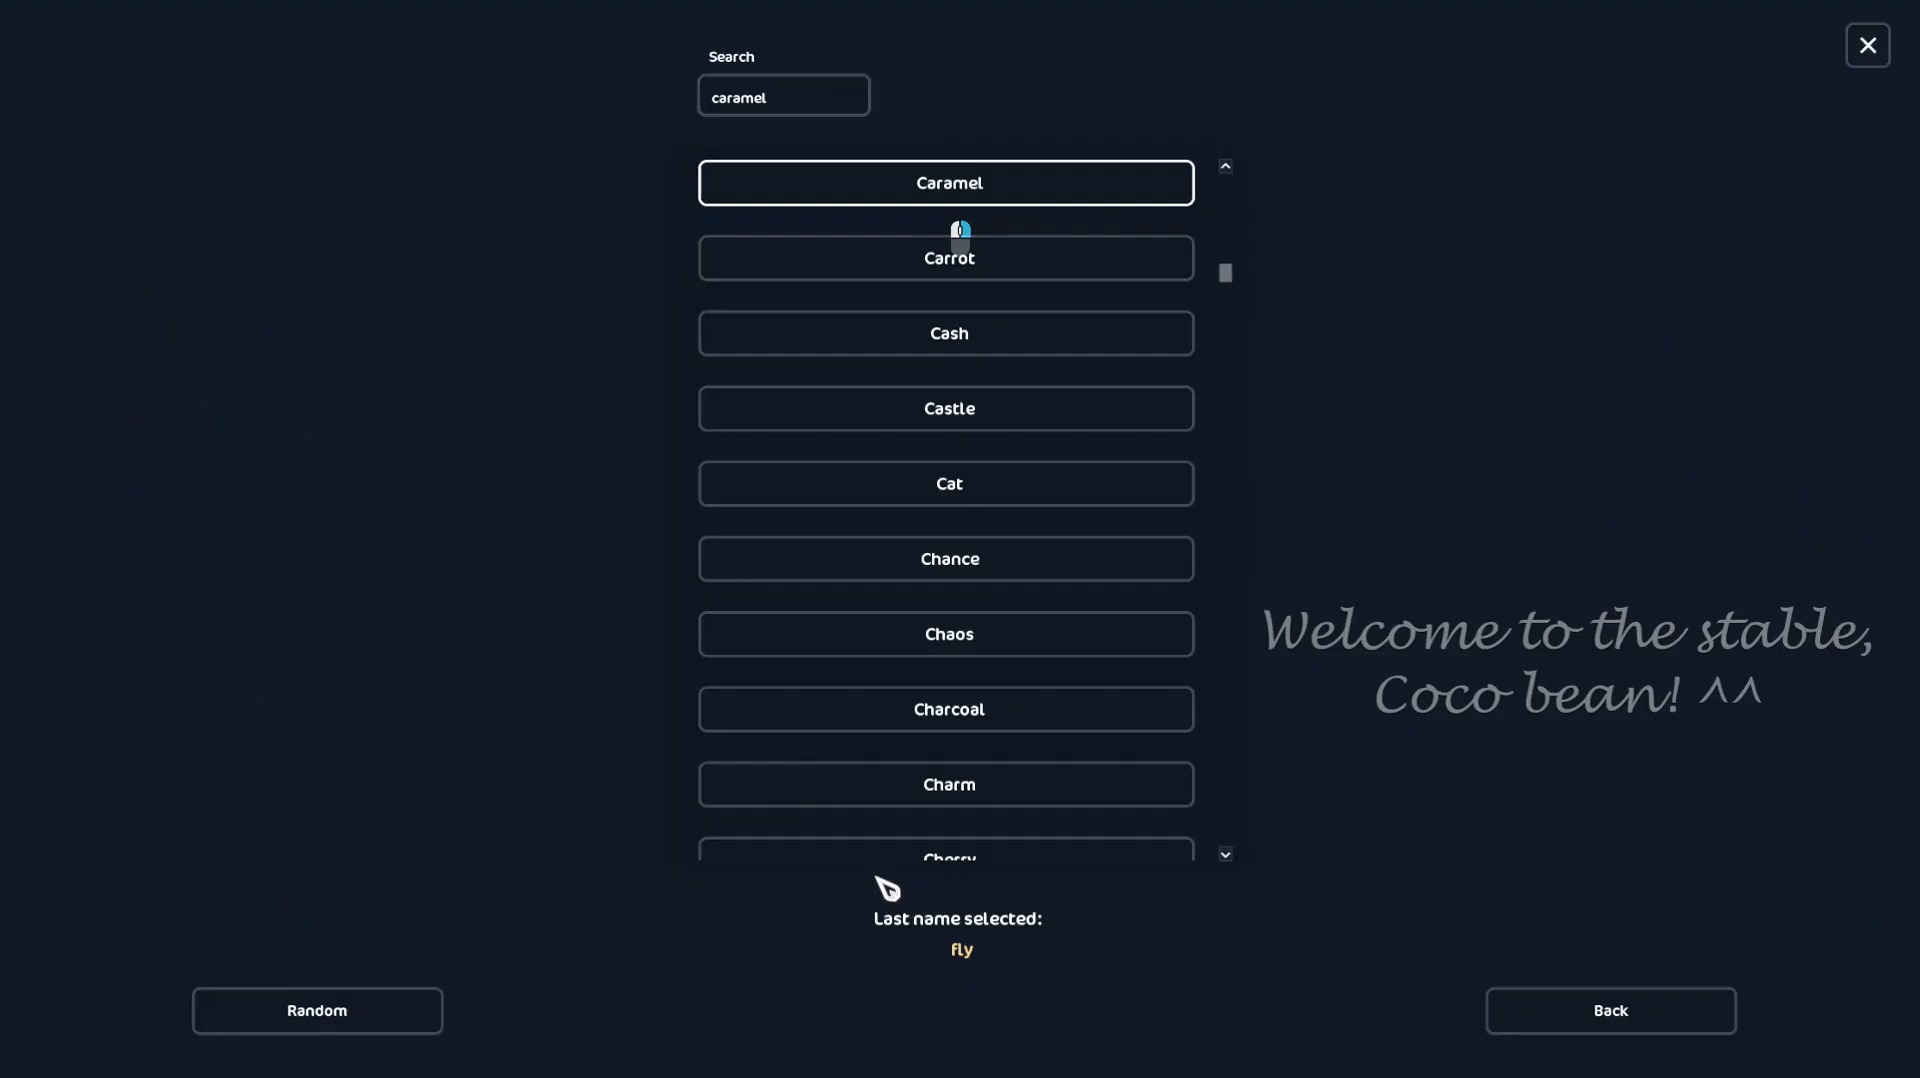 Search
caramel
Caramel
Carrot
Cash
Castle
Cat
Chance
Chaos
Charcoal
Charm
Cherry
Welcome to the stable,
Coco bean! ^^
Last name selected:
fly
Random
Back